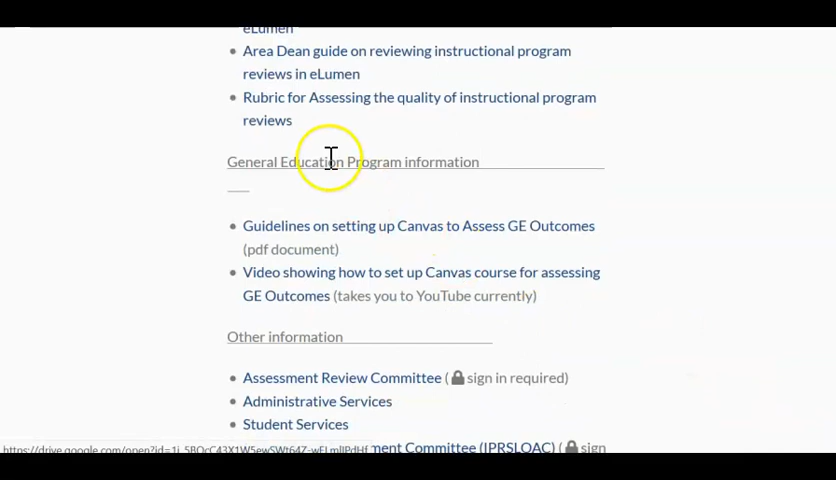 eLumen
Area Dean guide on reviewing instructional program
reviews in eLumen
Rubric for Assessing the quality of instructional program
reviews
General Education Program information
Guidelines on setting up Canvas to Assess GE Outcomes
(pdf document)
Video showing how to set up Canvas course for assessing
GE Outcomes (takes you to YouTube currently)
Other information
Assessment Review Committee ( sign in required)
Administrative Services
Student Services
ment Committee (IPRSLOAC) ( sign